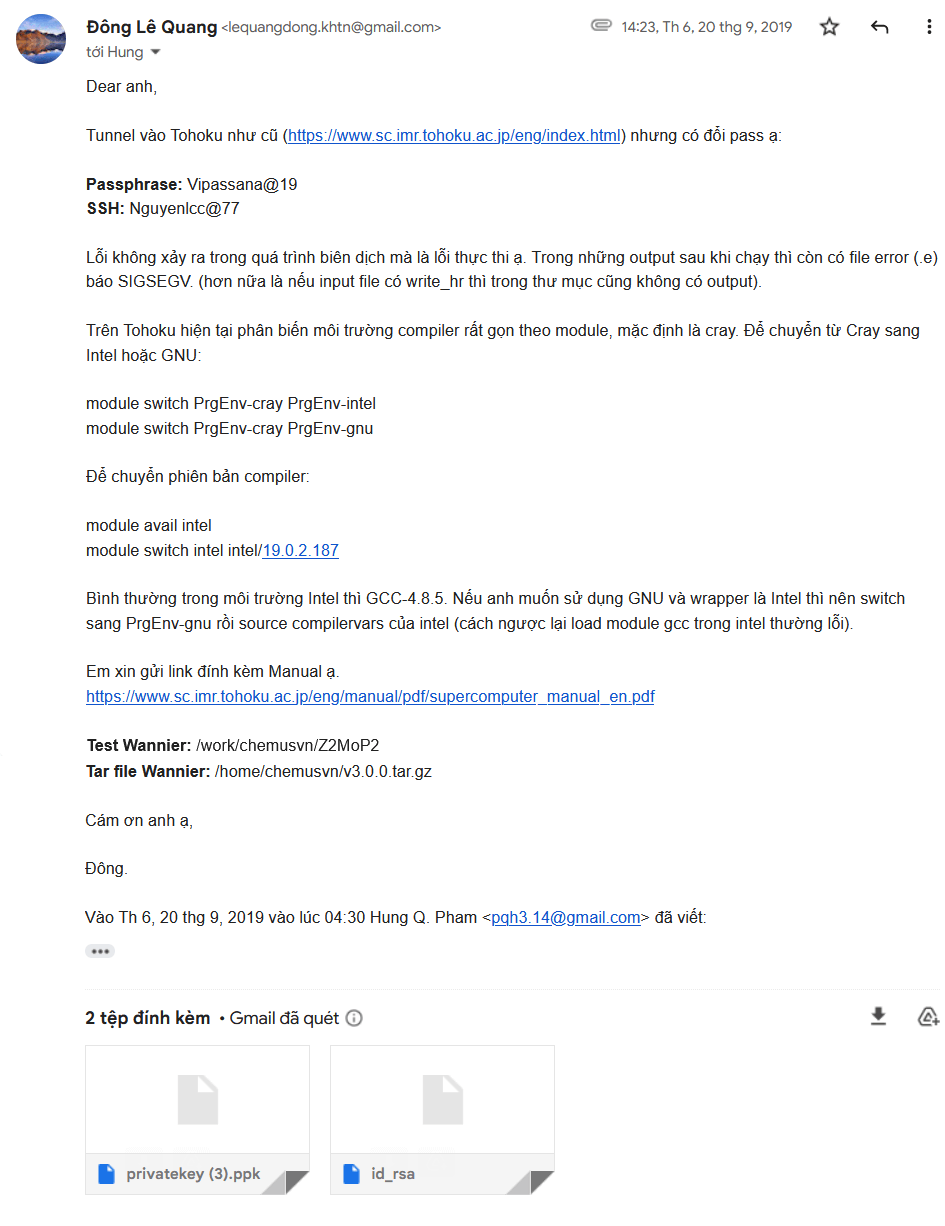 Đông Lê Quang <lequangdong.khtn@gmail.com>
14:23, Th 6, 20 thg 9, 2019
tới Hung
Dear anh,
Tunnel vào Tohoku như cũ (https://www.sc.imr.tohoku.ac.jp/eng/index.html) nhưng có đổi pass ạ:
Passphrase: Vipassana@19
SSH: Nguyenlcc@77
Lỗi không xảy ra trong quá trình biên dịch mà là lỗi thực thi ạ. Trong những output sau khi chạy thì còn có file error (.e)
báo SIGSEGV. (hơn nữa là nếu input file có write_hr thì trong thư mục cũng không có output).
Trên Tohoku hiện tại phân biến môi trường compiler rất gọn theo module, mặc định là cray. Để chuyển từ Cray sang
Intel hoặc GNU:
module switch PrgEnv-cray PrgEnv-intel
module switch PrgEnv-cray PrgEnv-gnu
Để chuyển phiên bản compiler:
module avail intel
module switch intel intel/19.0.2.187
Bình thường trong môi trường Intel thì GCC-4.8.5. Nếu anh muốn sử dụng GNU và wrapper là Intel thì nên switch
sang PrgEnv-gnu rồi source compilervars của intel (cách ngược lại load module gcc trong intel thường lỗi).
Em xin gửi link đính kèm Manual ạ.
https://www.sc.imr.tohoku.ac.jp/eng/manual/pdf/supercomputer_manual_en.pdf
Test Wannier: /work/chemusvn/Z2MoP2
Tar file Wannier: /home/chemusvn/v3.0.0.tar.gz
Cám ơn anh ạ,
Đông.
Vào Th 6, 20 thg 9, 2019 vào lúc 04:30 Hung Q. Pham <pqh3.14@gmail.com> đã viết:
2 tệp đính kèm • Gmail đã quét
privatekey (3).ppk
id_rsa